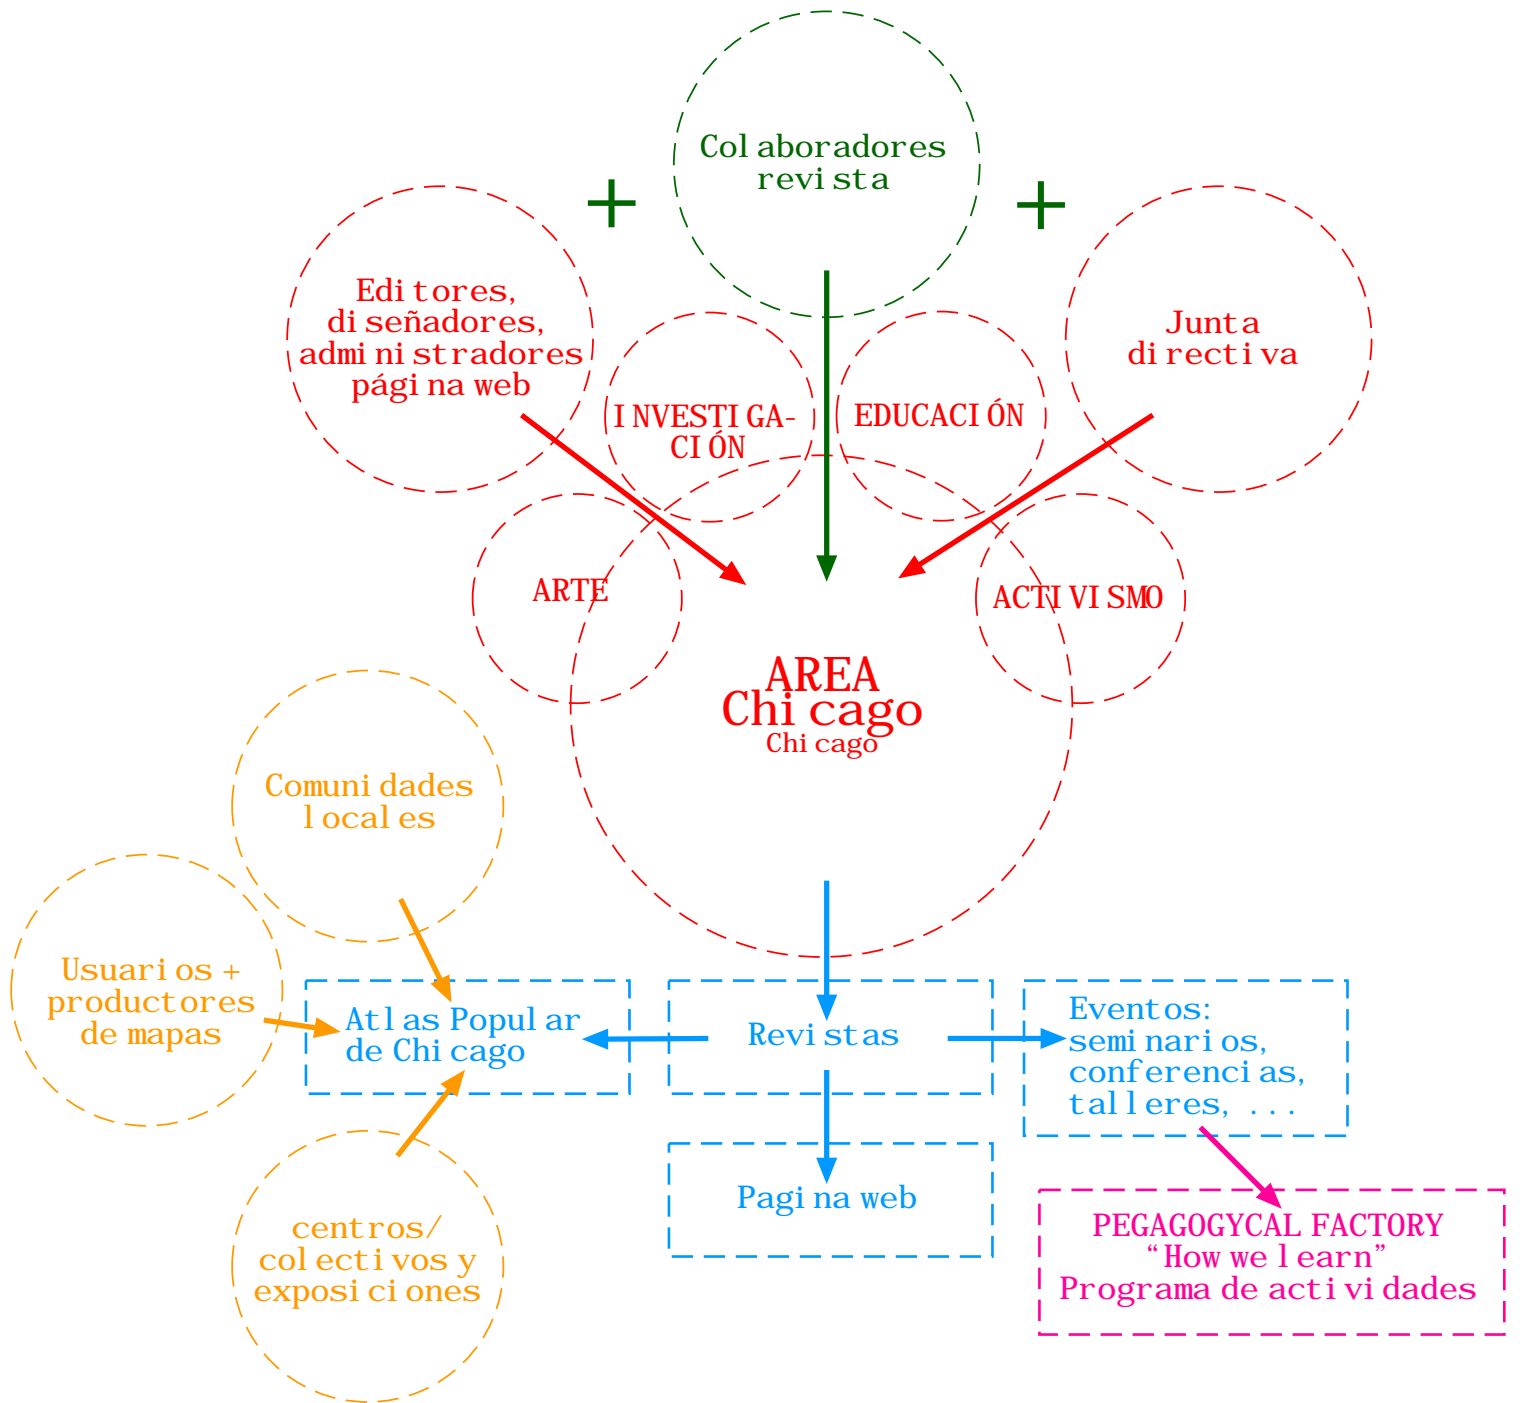 Colaboradores
revista
+
+
Editores,
diseñadores,
administradores
página web
Junta
directiva
INVESTIGA-
CIÓN
EDUCACIÓN
ARTE
ACTIVISMO
AREA
Chicago
Chicago
Comunidades
locales
Usuarios +
productores
de mapas
Atlas Popular
de Chicago
Revistas
Eventos:
seminarios,
conferencias,
talleres, ...
Pagina web
PEGAGOGYCAL FACTORY
“How we learn”
Programa de actividades
centros/
colectivos y
exposiciones